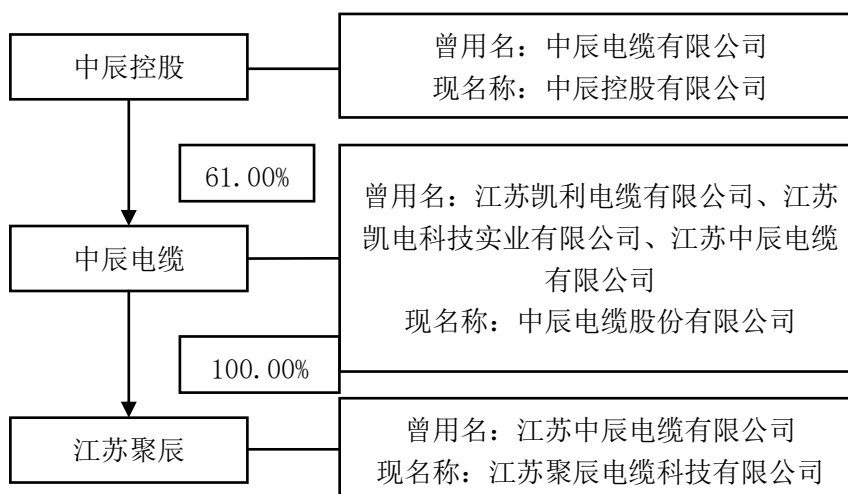 中辰控股
曾用名：中辰电缆有限公司
现名称：中辰控股有限公司
61.00%
中辰电缆
曾用名：江苏凯利电缆有限公司、江苏
凯电科技实业有限公司、江苏中辰电缆
有限公司
现名称：中辰电缆股份有限公司
100.00%
江苏聚辰
曾用名：江苏中辰电缆有限公司
现名称：江苏聚辰电缆科技有限公司